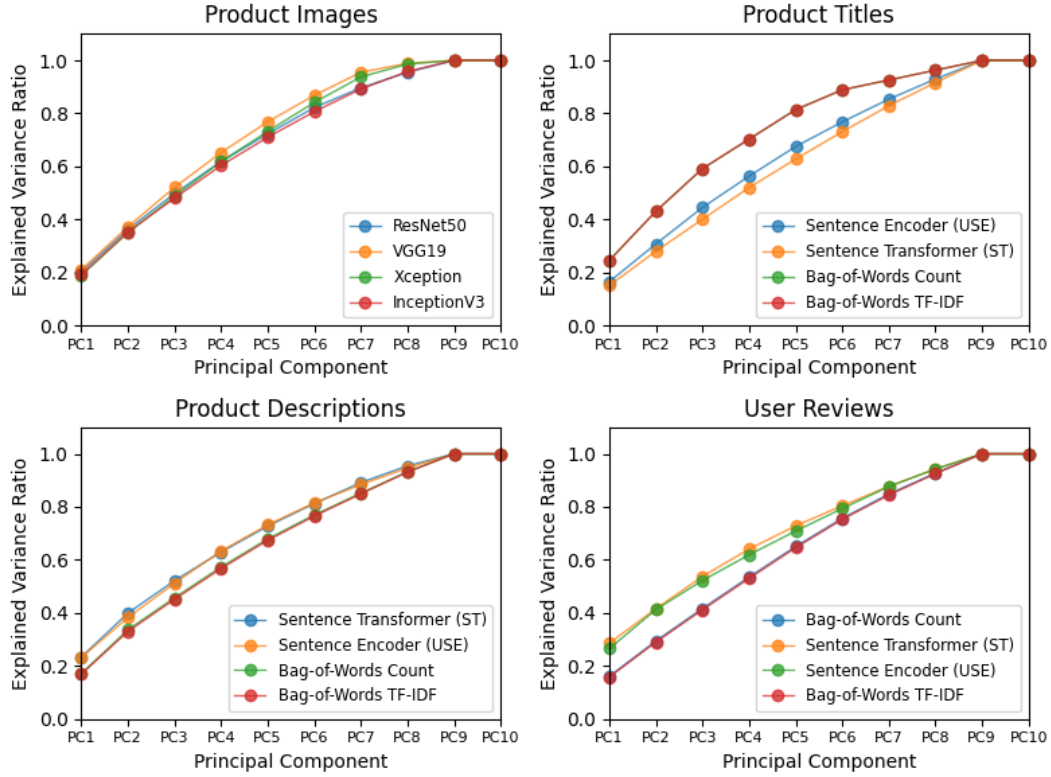 Product Images
Explained Variance Ratio
1.0
0.8
0.6
0.4
0.2
0.0
ResNet50
VGG19
Xception
InceptionV3
PC1 PC2 PC3 PC4 PC5 PC6 PC7 PC8 PC9 PC10
Principal Component
Product Titles
Explained Variance Ratio
1.0
0.8
0.6
0.4
0.2
0.0
Sentence Encoder (USE)
Sentence Transformer (ST)
Bag-of-Words Count
Bag-of-Words TF-IDF
PC1 PC2 PC3 PC4 PC5 PC6 PC7 PC8 PC9 PC10
Principal Component
Product Descriptions
Explained Variance Ratio
1.0
0.8
0.6
0.4
0.2
0.0
Sentence Transformer (ST)
Sentence Encoder (USE)
Bag-of-Words Count
Bag-of-Words TF-IDF
PC1 PC2 PC3 PC4 PC5 PC6 PC7 PC8 PC9 PC10
Principal Component
User Reviews
Explained Variance Ratio
1.0
0.8
0.6
0.4
0.2
0.0
Bag-of-Words Count
Sentence Transformer (ST)
Sentence Encoder (USE)
Bag-of-Words TF-IDF
PC1 PC2 PC3 PC4 PC5 PC6 PC7 PC8 PC9 PC10
Principal Component